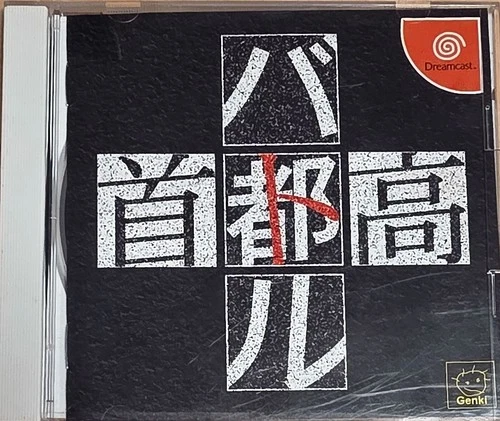 バ
Dreamcast.
首都高
ト
ル
Genki